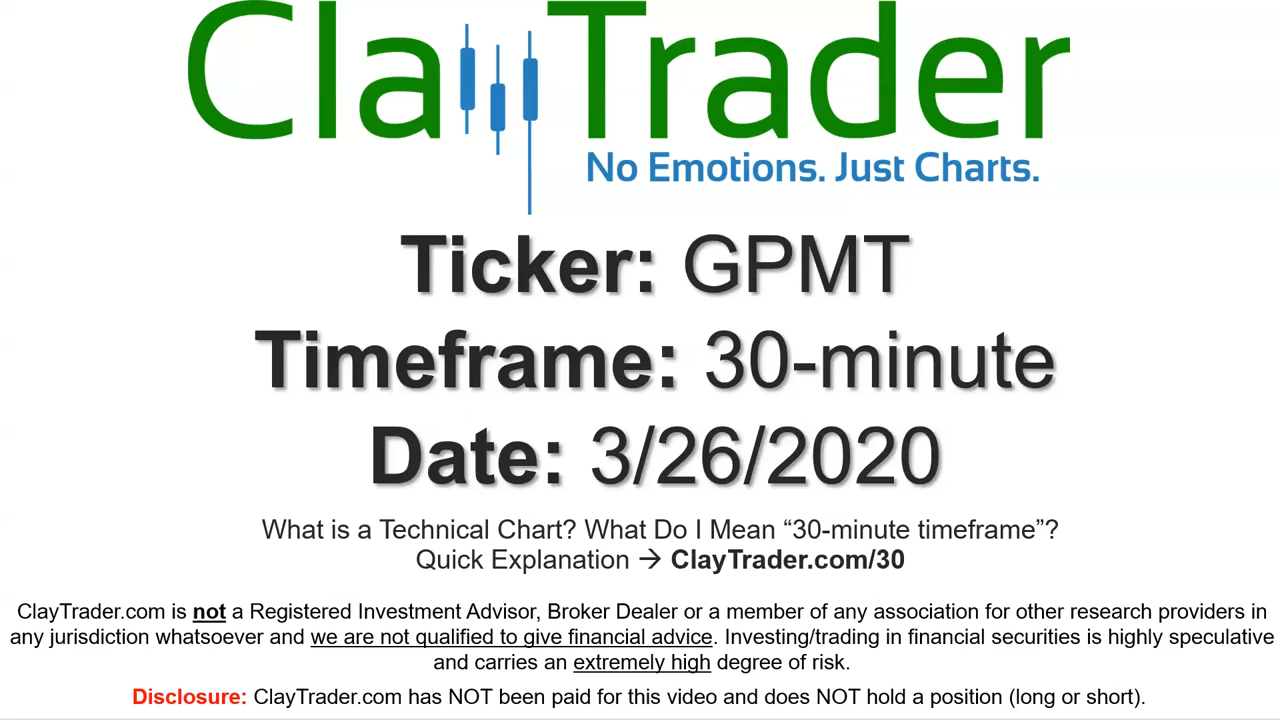 ClayTrader
No Emotions. Just Charts.
Ticker: GPMT
Timeframe: 30-minute
Date: 3/26/2020
What is a Technical Chart? What Do I Mean “30-minute timeframe”?
Quick Explanation → ClayTrader.com/30
ClayTrader.com is not a Registered Investment Advisor, Broker Dealer or a member of any association for other research providers in
any jurisdiction whatsoever and we are not qualified to give financial advice. Investing/trading in financial securities is highly speculative
and carries an extremely high degree of risk.
Disclosure: ClayTrader.com has NOT been paid for this video and does NOT hold a position (long or short).